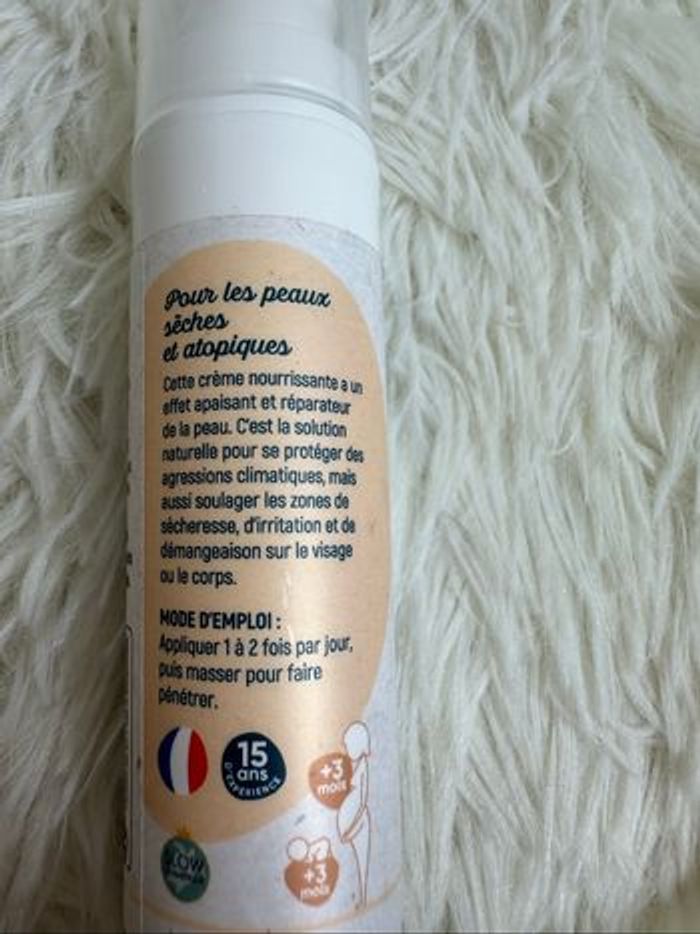 Pour les peaux
sèches
et atopiques
Cette crème nourrissante a un
effet apaisant et réparateur
de la peau. C'est la solution
naturelle pour se protéger des
agressions climatiques, mais
aussi soulager les zones de
sècheresse, d'irritation et de
démangeaison sur le visage
ou le corps.
MODE D'EMPLOI :
Appliquer 1 à 2 fois par jour,
puis masser pour faire
pénétrer.
15
ans
D'EXPÉRIENCE
+3
mois
SLOW
+3
mois